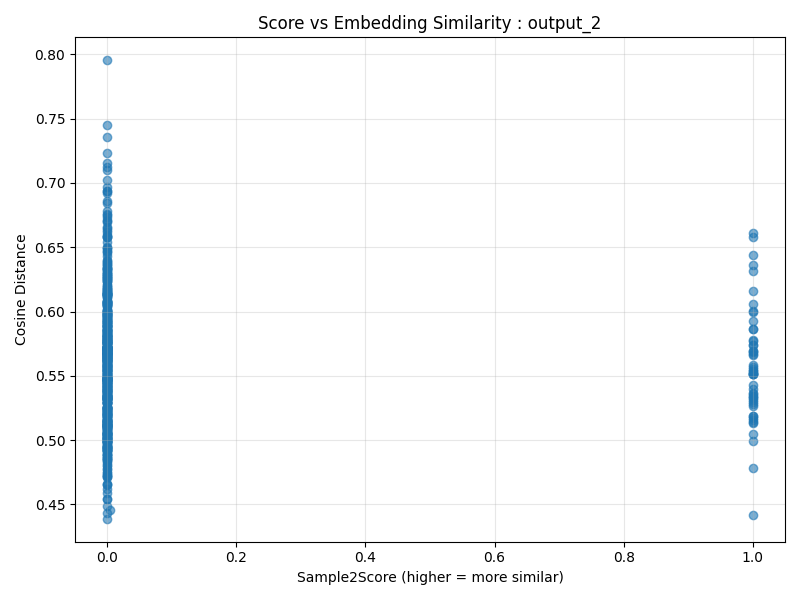 Score vs Embedding Similarity : output_2
Cosine Distance
0.80
0.75
0.70
0.65
0.60
0.55
0.50
0.45
0.0 0.2 0.4 0.6 0.8 1.0
Sample2Score (higher = more similar)